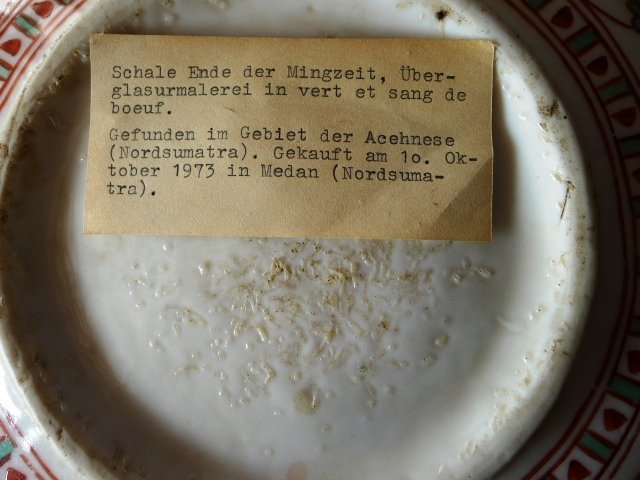 Schale Ende der Mingzeit, Über-
glasurmalerei in vert et sang de
boeuf.
Gefunden im Gebiet der Acehnese
(Nordsumatra). Gekauft am 1o. Ok-
tober 1973 in Medan (Nordsuma-
tra).